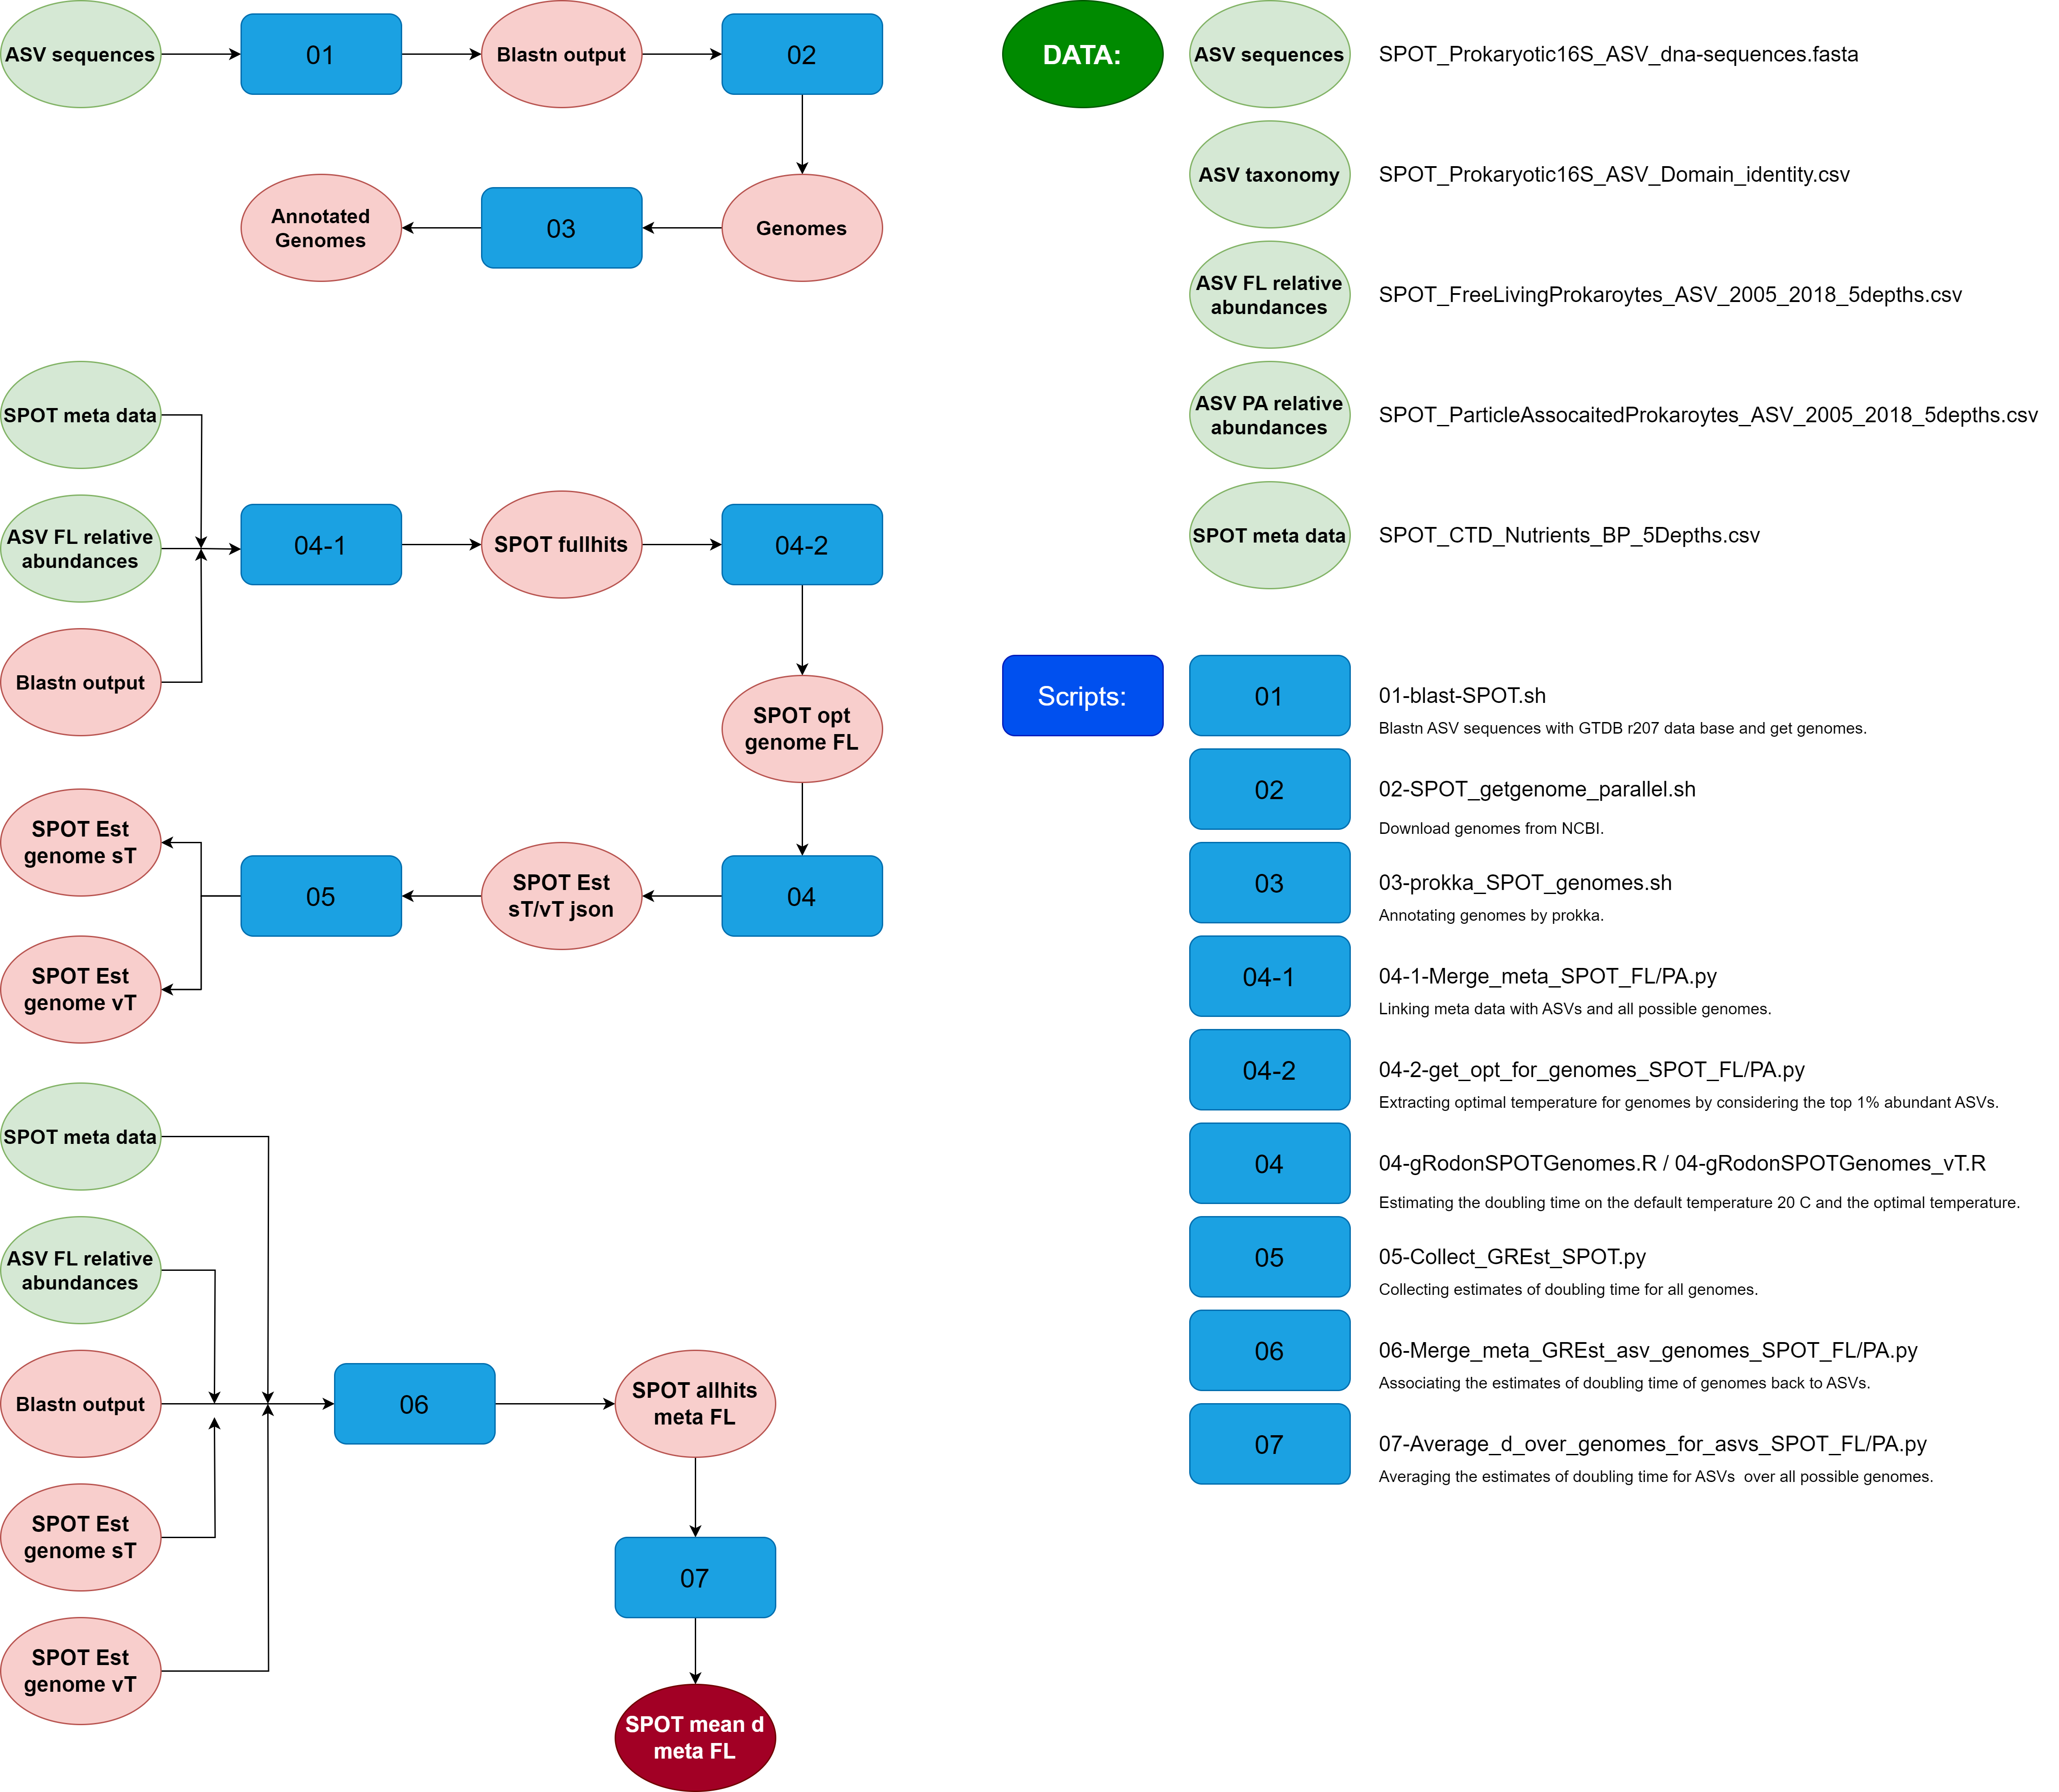 ASV sequences
01
Blastn output
02
Annotated
Genomes
03
Genomes
SPOT meta data
ASV FL relative
abundances
Blastn output
04-1
SPOT fullhits
04-2
SPOT opt
genome FL
SPOT Est
genome sT
SPOT Est
genome vT
05
SPOT Est
sT/vT json
04
SPOT meta data
ASV FL relative
abundances
Blastn output
SPOT Est
genome sT
SPOT Est
genome vT
06
SPOT allhits
meta FL
07
SPOT mean d
meta FL
DATA:
ASV sequences
SPOT_Prokaryotic16S_ASV_dna-sequences.fasta
ASV taxonomy
SPOT_Prokaryotic16S_ASV_Domain_identity.csv
ASV FL relative
abundances
SPOT_FreeLivingProkaroytes_ASV_2005_2018_5depths.csv
ASV PA relative
abundances
SPOT_ParticleAssocaitedProkaroytes_ASV_2005_2018_5depths.csv
SPOT meta data
SPOT_CTD_Nutrients_BP_5Depths.csv
Scripts:
01
01-blast-SPOT.sh
Blastn ASV sequences with GTDB r207 data base and get genomes.
02
02-SPOT_getgenome_parallel.sh
Download genomes from NCBI.
03
03-prokka_SPOT_genomes.sh
Annotating genomes by prokka.
04-1
04-1-Merge_meta_SPOT_FL/PA.py
Linking meta data with ASVs and all possible genomes.
04-2
04-2-get_opt_for_genomes_SPOT_FL/PA.py
Extracting optimal temperature for genomes by considering the top 1% abundant ASVs.
04
04-gRodonSPOTGenomes.R / 04-gRodonSPOTGenomes_vT.R
Estimating the doubling time on the default temperature 20 C and the optimal temperature.
05
05-Collect_GREst_SPOT.py
Collecting estimates of doubling time for all genomes.
06
06-Merge_meta_GREst_asv_genomes_SPOT_FL/PA.py
Associating the estimates of doubling time of genomes back to ASVs.
07
07-Average_d_over_genomes_for_asvs_SPOT_FL/PA.py
Averaging the estimates of doubling time for ASVs  over all possible genomes.